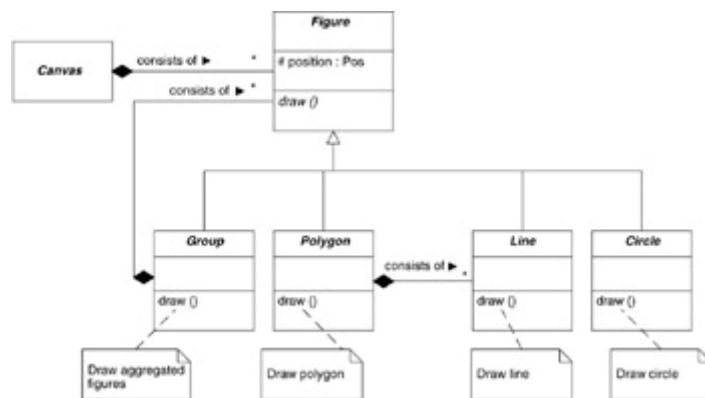 Figure
consists of ► *
# position : Pos
Canvas
consists of ► *
draw ()
Group
Polygon
Line
Circle
consists of ►
*
draw ()
draw ()
draw ()
draw ()
Draw aggregated
figures
Draw polygon
Draw line
Draw circle